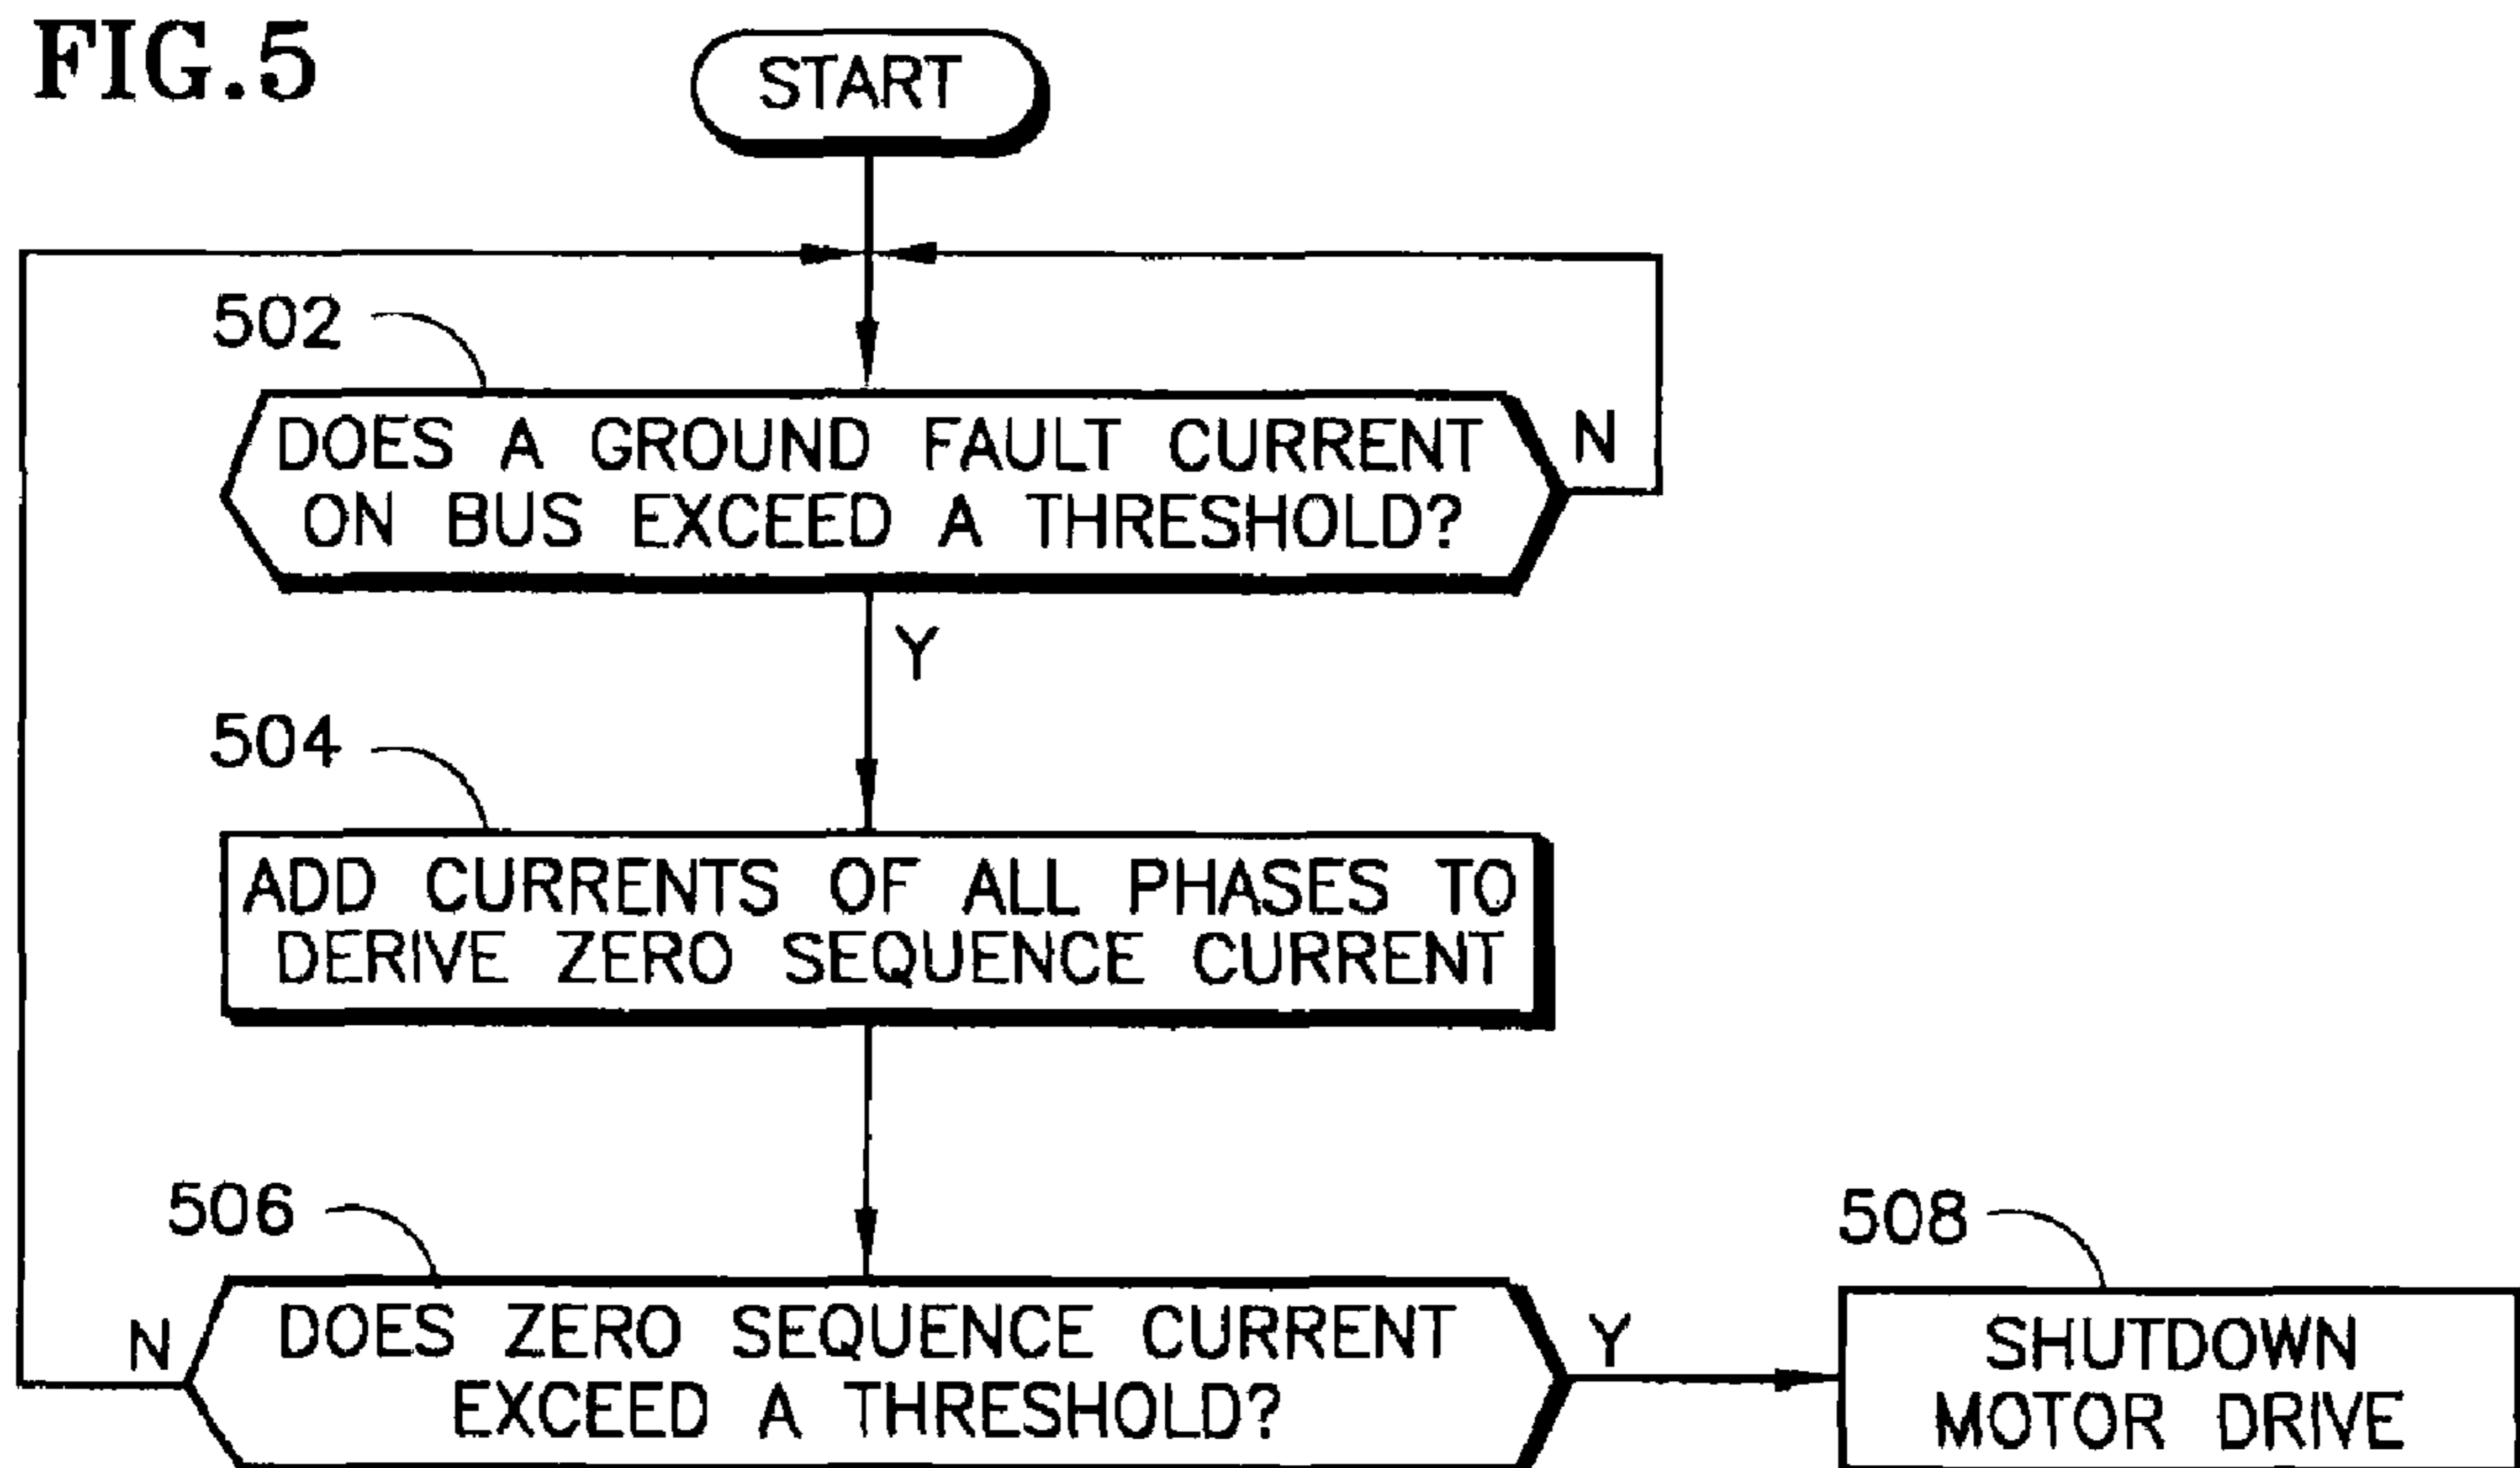 FIG.5
START
502
DOES A GROUND FAULT CURRENT
ON BUS EXCEED A THRESHOLD?
N
Y
504
ADD CURRENTS OF ALL PHASES TO
DERIVE ZERO SEQUENCE CURRENT
506
N
DOES ZERO SEQUENCE CURRENT
EXCEED A THRESHOLD?
Y
508
SHUTDOWN
MOTOR DRIVE